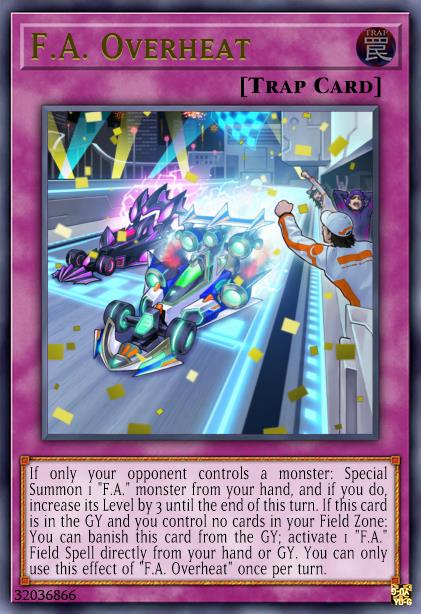 F.A. Overheat
TRAP
罠
[Trap Card]
If only your opponent controls a monster: Special
Summon 1 "F.A." monster from your hand, and if you do,
increase its Level by 3 until the end of this turn. If this card
is in the GY and you control no cards in your Field Zone:
You can banish this card from the GY; activate 1 "F.A."
Field Spell directly from your hand or GY. You can only
use this effect of "F.A. Overheat" once per turn.
32036866